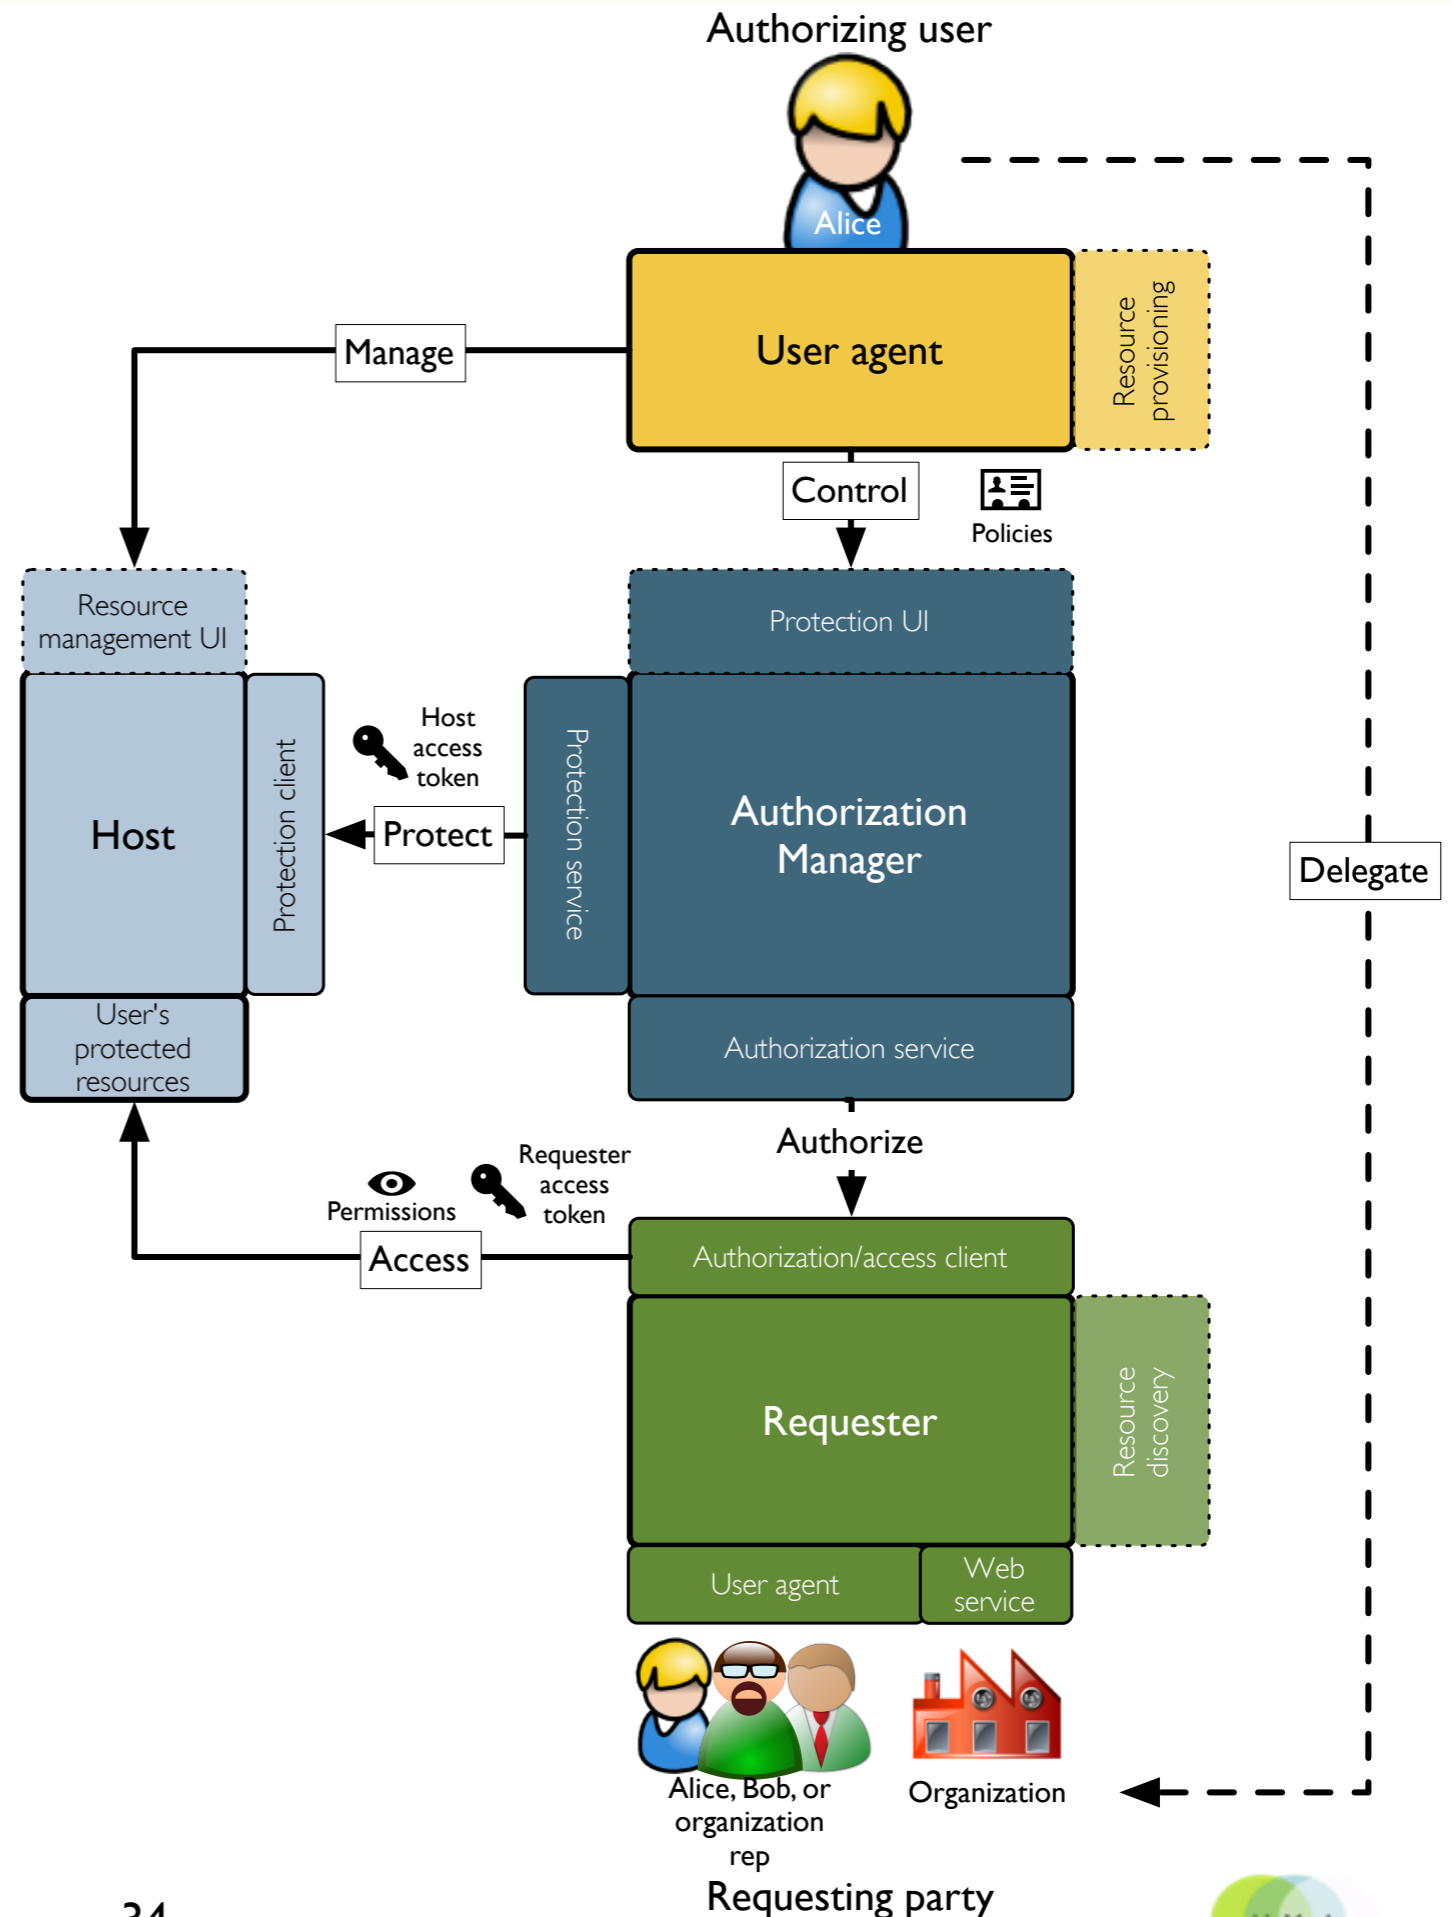 Authorizing user
Alice
User agent
Resource
provisioning
Manage
Control
Policies
Resource
management UI
Protection UI
Host
Protection client
Host
access
token
Protect
Protection service
Authorization
Manager
Delegate
User's
protected
resources
Authorization service
Authorize
Permissions
Requester
access
token
Access
Authorization/access client
Requester
Resource
discovery
User agent
Web
service
Alice, Bob, or
organization
rep
Organization
Requesting party
34